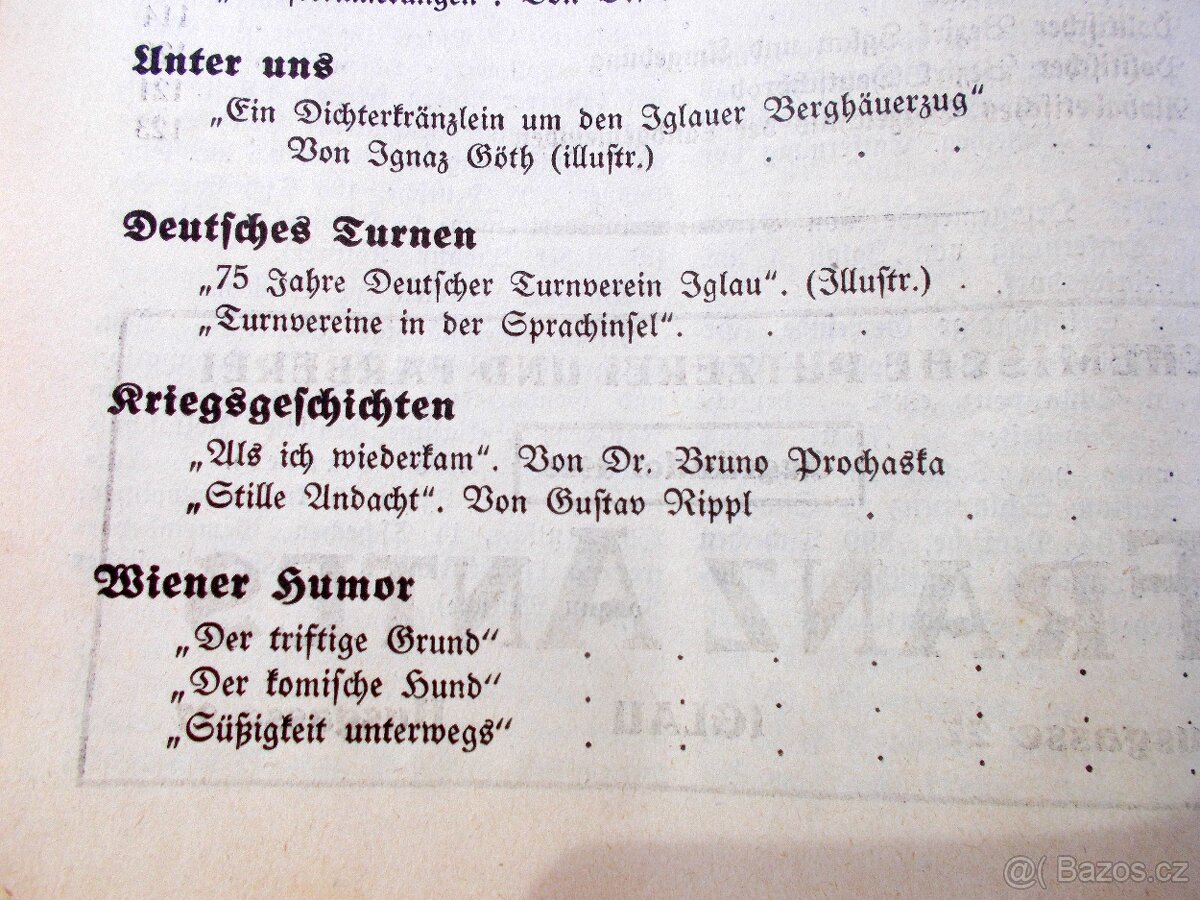 Von Dr.
Unter uns
„Ein Dichterkränzlein um den Iglauer Berghäuerzug“
Von Ignaz Göth (illustr.) . . . . .
Deutsches Turnen
„75 Jahre Deutscher Turnverein Iglau“. (Illustr.) . . .
„Turnvereine in der Sprachinsel“. . . . . . .
Kriegsgeschichten
„Als ich wiederkam“. Von Dr. Bruno Prochaska . .
„Stille Andacht“. Von Gustav Rippl . . . .
Wiener Humor
„Der triftige Grund“ . . . . . . .
„Der komische Hund“ . . . . . . .
„Süßigkeit unterwegs“ . . . . . . .
@( Bazos.cz